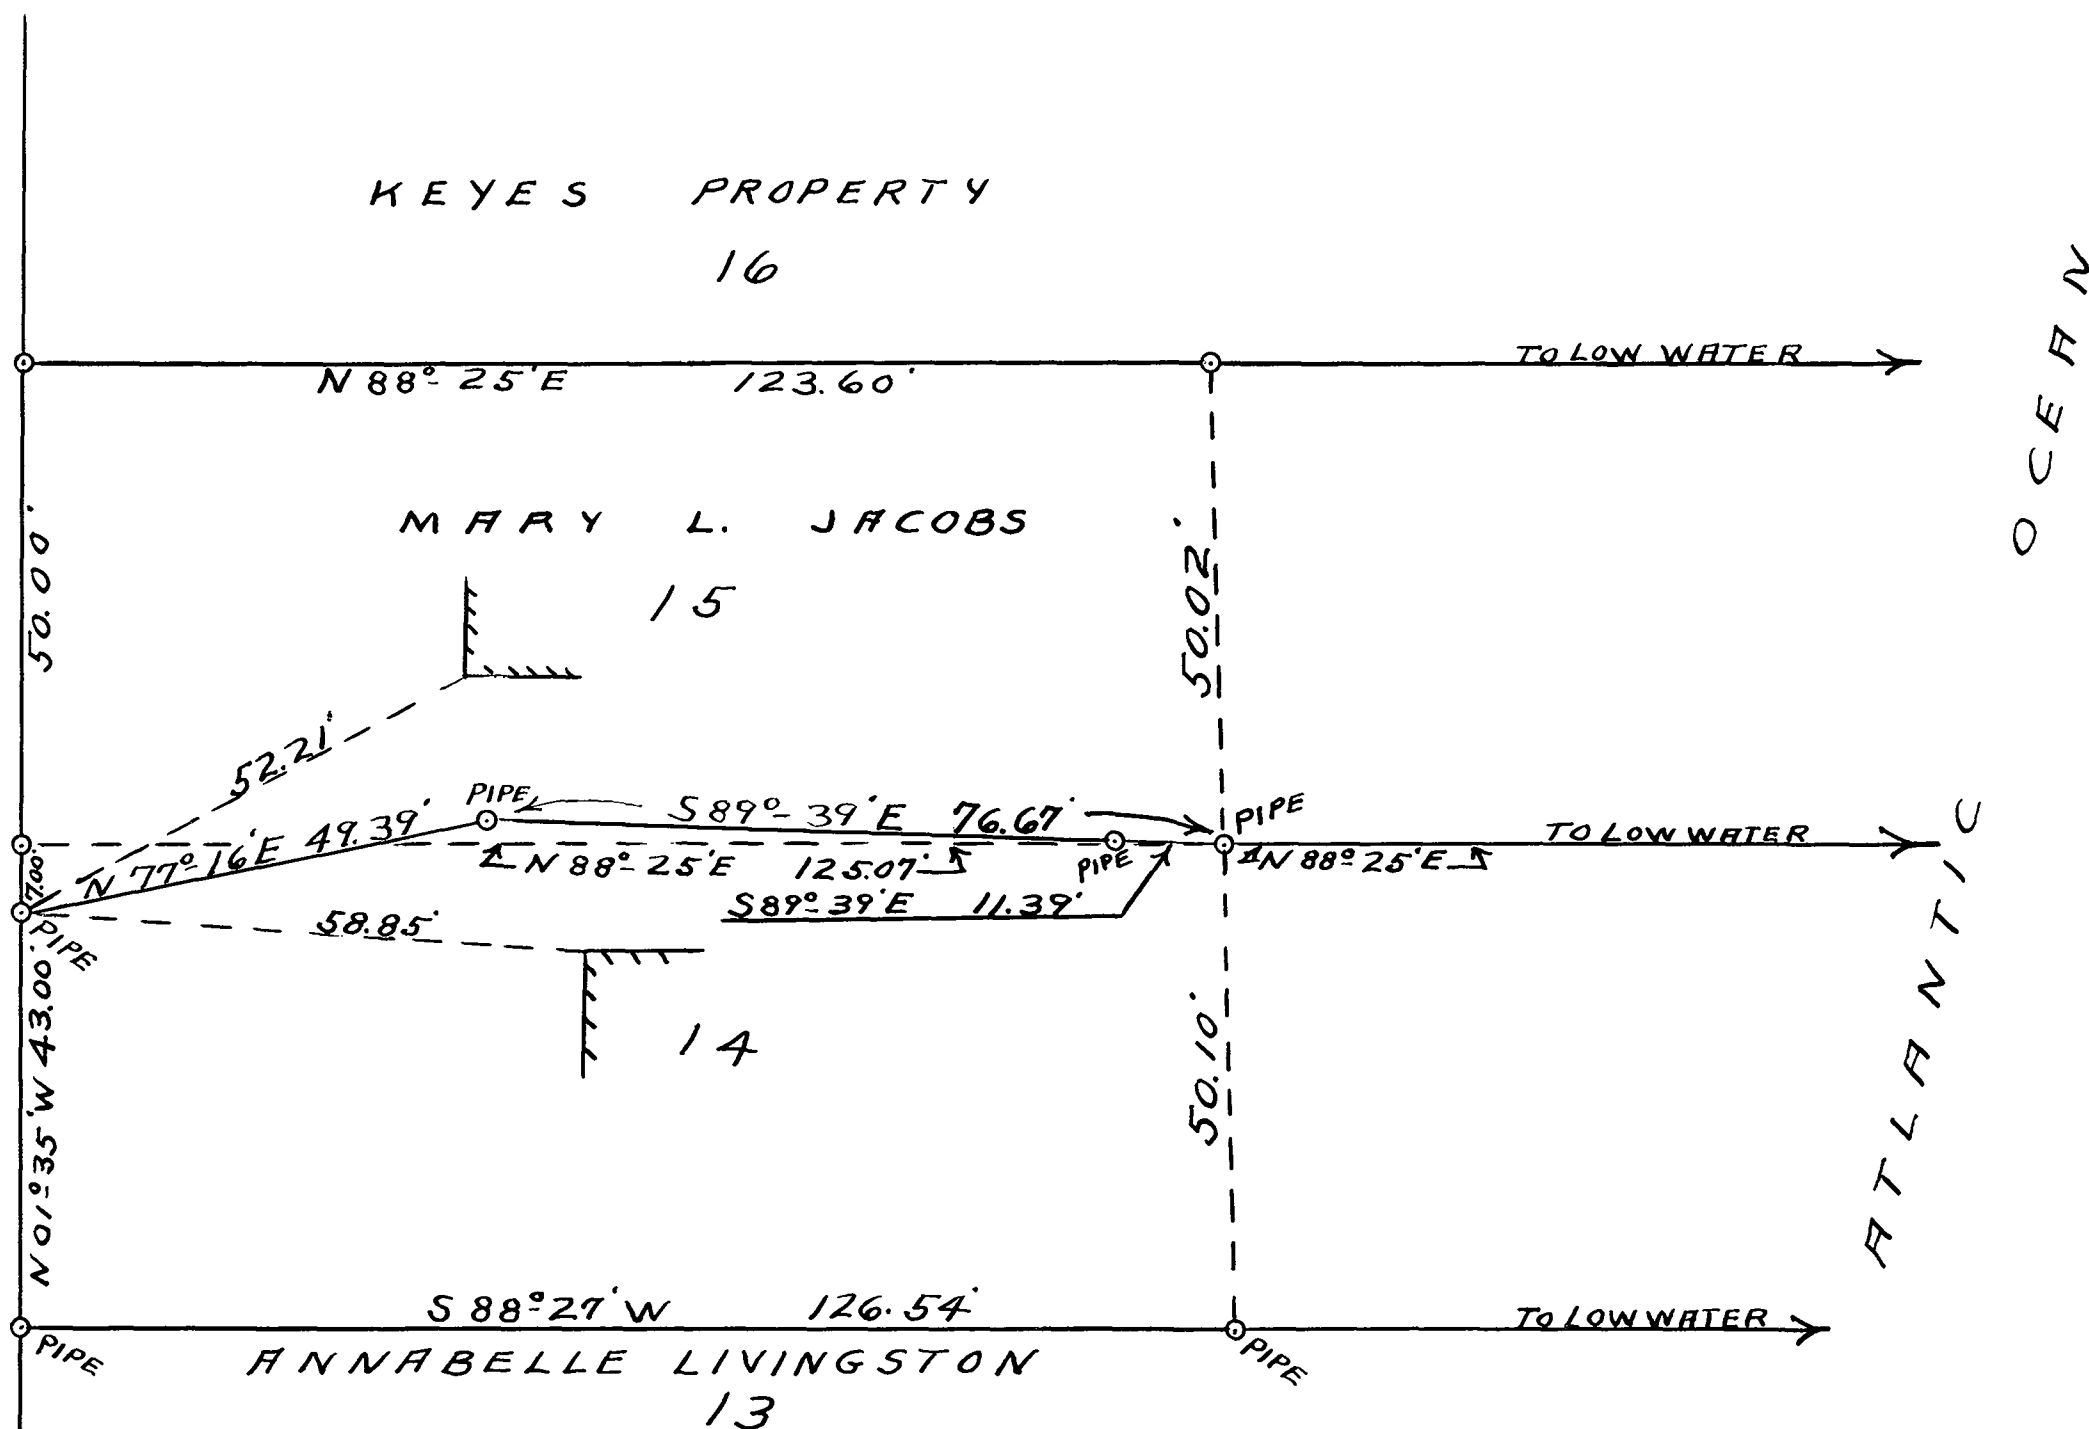 KEYES PROPERTY
16
N 88°-25'E 123.60'
TO LOW WATER
OCEAN
MARY L. JACOBS
15
50.00'
50.02'
52.21'
PIPE
S 89°-39'E 76.67'
PIPE
TO LOW WATER
N 77°-16'E 49.39'
7.00'
N 88°-25'E 125.07'
PIPE
N 88°-25'E
S 89°-39'E 11.39'
58.85'
PIPE
14
N 01°-35'W 43.00'
50.10'
ATLANTIC
S 88°-27'W 126.54'
TO LOW WATER
PIPE
PIPE
ANNABELLE LIVINGSTON
13